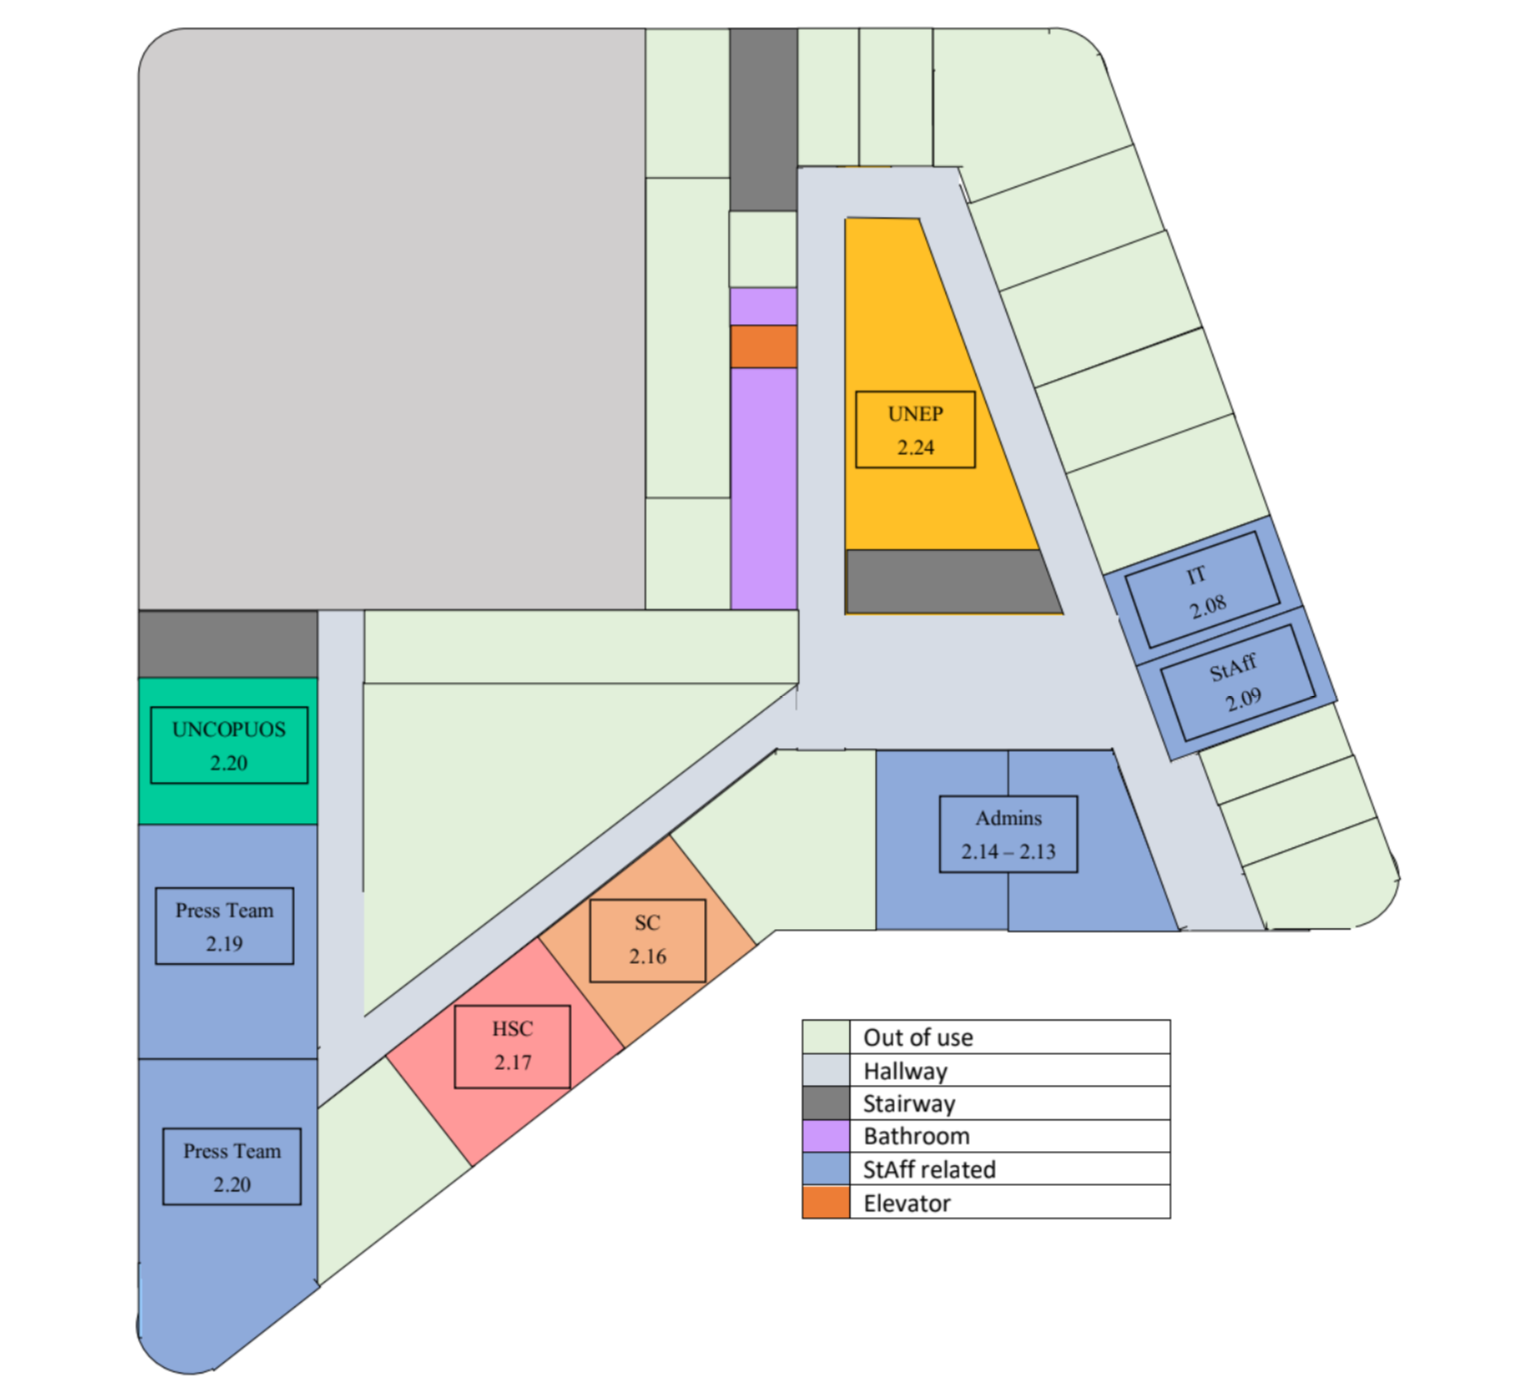 UNEP
2.24
IT
2.08
StAff
2.09
UNCOPUOS
2.20
Admins
2.14 – 2.13
Press Team
2.19
SC
2.16
HSC
2.17
Press Team
2.20
Out of use
Hallway
Stairway
Bathroom
StAff related
Elevator